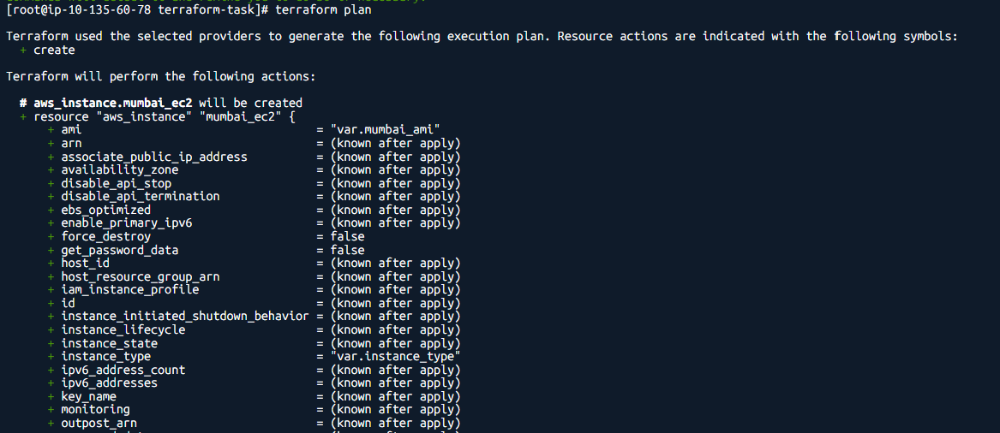 [root@ip-10-135-60-78 terraform-task]# terraform plan
Terraform used the selected providers to generate the following execution plan. Resource actions are indicated with the following symbols:
+ create
Terraform will perform the following actions:
# aws_instance.mumbai_ec2 will be created
+ resource "aws_instance" "mumbai_ec2" {
+ ami = "var.mumbai_ami"
+ arn = (known after apply)
+ associate_public_ip_address = (known after apply)
+ availability_zone = (known after apply)
+ disable_api_stop = (known after apply)
+ disable_api_termination = (known after apply)
+ ebs_optimized = (known after apply)
+ enable_primary_ipv6 = (known after apply)
+ force_destroy = false
+ get_password_data = false
+ host_id = (known after apply)
+ host_resource_group_arn = (known after apply)
+ iam_instance_profile = (known after apply)
+ id = (known after apply)
+ instance_initiated_shutdown_behavior = (known after apply)
+ instance_lifecycle = (known after apply)
+ instance_state = (known after apply)
+ instance_type = "var.instance_type"
+ ipv6_address_count = (known after apply)
+ ipv6_addresses = (known after apply)
+ key_name = (known after apply)
+ monitoring = (known after apply)
+ outpost_arn = (known after apply)